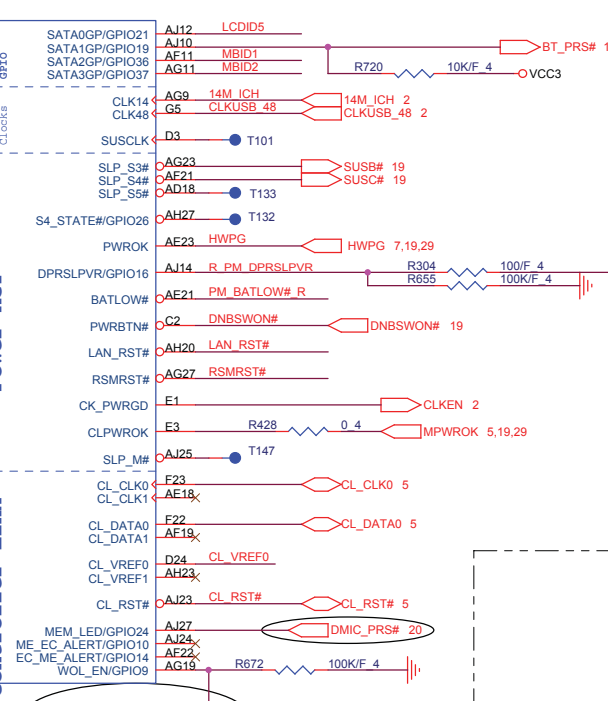 SATA0GP/GPIO21 AJ12 LCDID5
SATA1GP/GPIO19 AJ10 BT_PRS# 1
SATA2GP/GPIO36 AF11 MBID1
SATA3GP/GPIO37 AG11 MBID2
R720 10K/F_4 VCC3
GPIO
CLK14 AG9 14M_ICH 14M_ICH 2
CLK48 G5 CLKUSB_48 CLKUSB_48 2
Clocks
SUSCLK D3 T101
SLP_S3# AG23 SUSB# 19
SLP_S4# AF21 SUSC# 19
SLP_S5# AD18 T133
S4_STATE#/GPIO26 AH27 T132
PWROK AE23 HWPG HWPG 7,19,29
DPRSLPVR/GPIO16 AJ14 R_PM_DPRSLPVR R304 100/F_4
R655 100K/F_4
BATLOW# AE21 PM_BATLOW#_R
PWRBTN# C2 DNBSWON# DNBSWON# 19
LAN_RST# AH20 LAN_RST#
RSMRST# AG27 RSMRST#
CK_PWRGD E1 CLKEN 2
CLPWROK E3 R428 0_4 MPWROK 5,19,29
SLP_M# AJ25 T147
CL_CLK0 F23 CL_CLK0 5
CL_CLK1 AE18
CL_DATA0 F22 CL_DATA0 5
CL_DATA1 AF19
CL_VREF0 D24 CL_VREF0
CL_VREF1 AH23
CL_RST# AJ23 CL_RST# CL_RST# 5
MEM_LED/GPIO24 AJ27 DMIC_PRS# 20
ME_EC_ALERT/GPIO10 AJ24
EC_ME_ALERT/GPIO14 AF22
WOL_EN/GPIO9 AG19 R672 100K/F_4